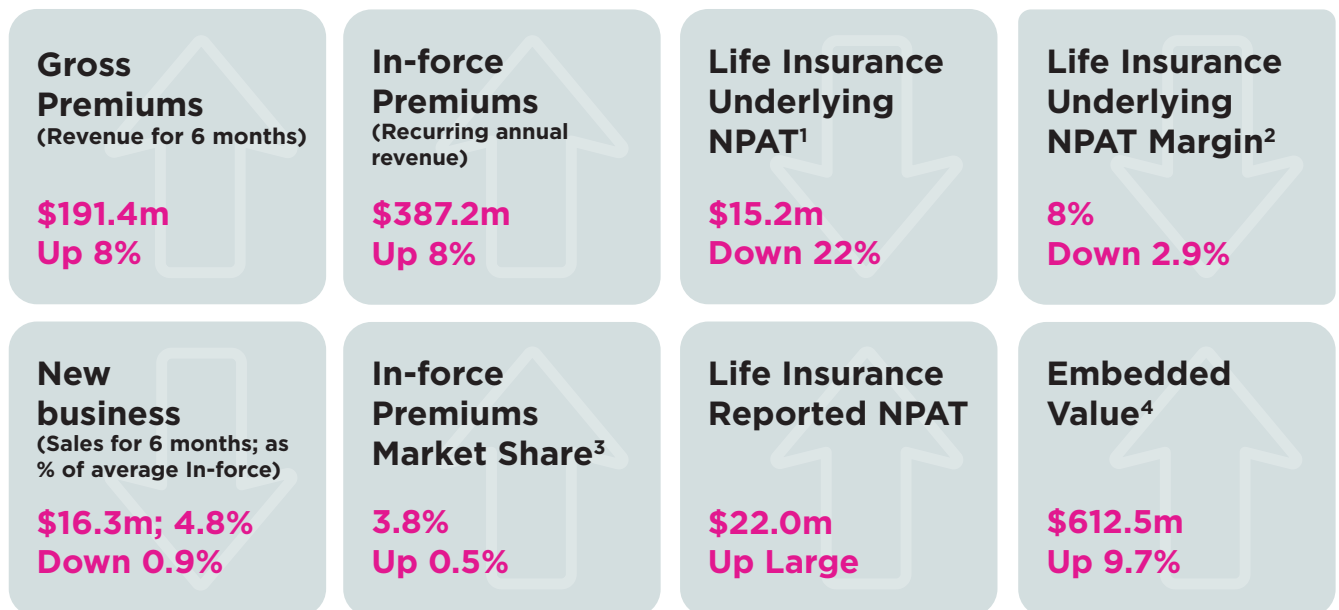 Gross
Premiums
(Revenue for 6 months)
$191.4m
Up 8%
In-force
Premiums
(Recurring annual
revenue)
$387.2m
Up 8%
Life Insurance
Underlying
NPAT¹
$15.2m
Down 22%
Life Insurance
Underlying
NPAT Margin²
8%
Down 2.9%
New
business
(Sales for 6 months; as
% of average In-force)
$16.3m; 4.8%
Down 0.9%
In-force
Premiums
Market Share³
3.8%
Up 0.5%
Life Insurance
Reported NPAT
$22.0m
Up Large
Embedded
Value⁴
$612.5m
Up 9.7%